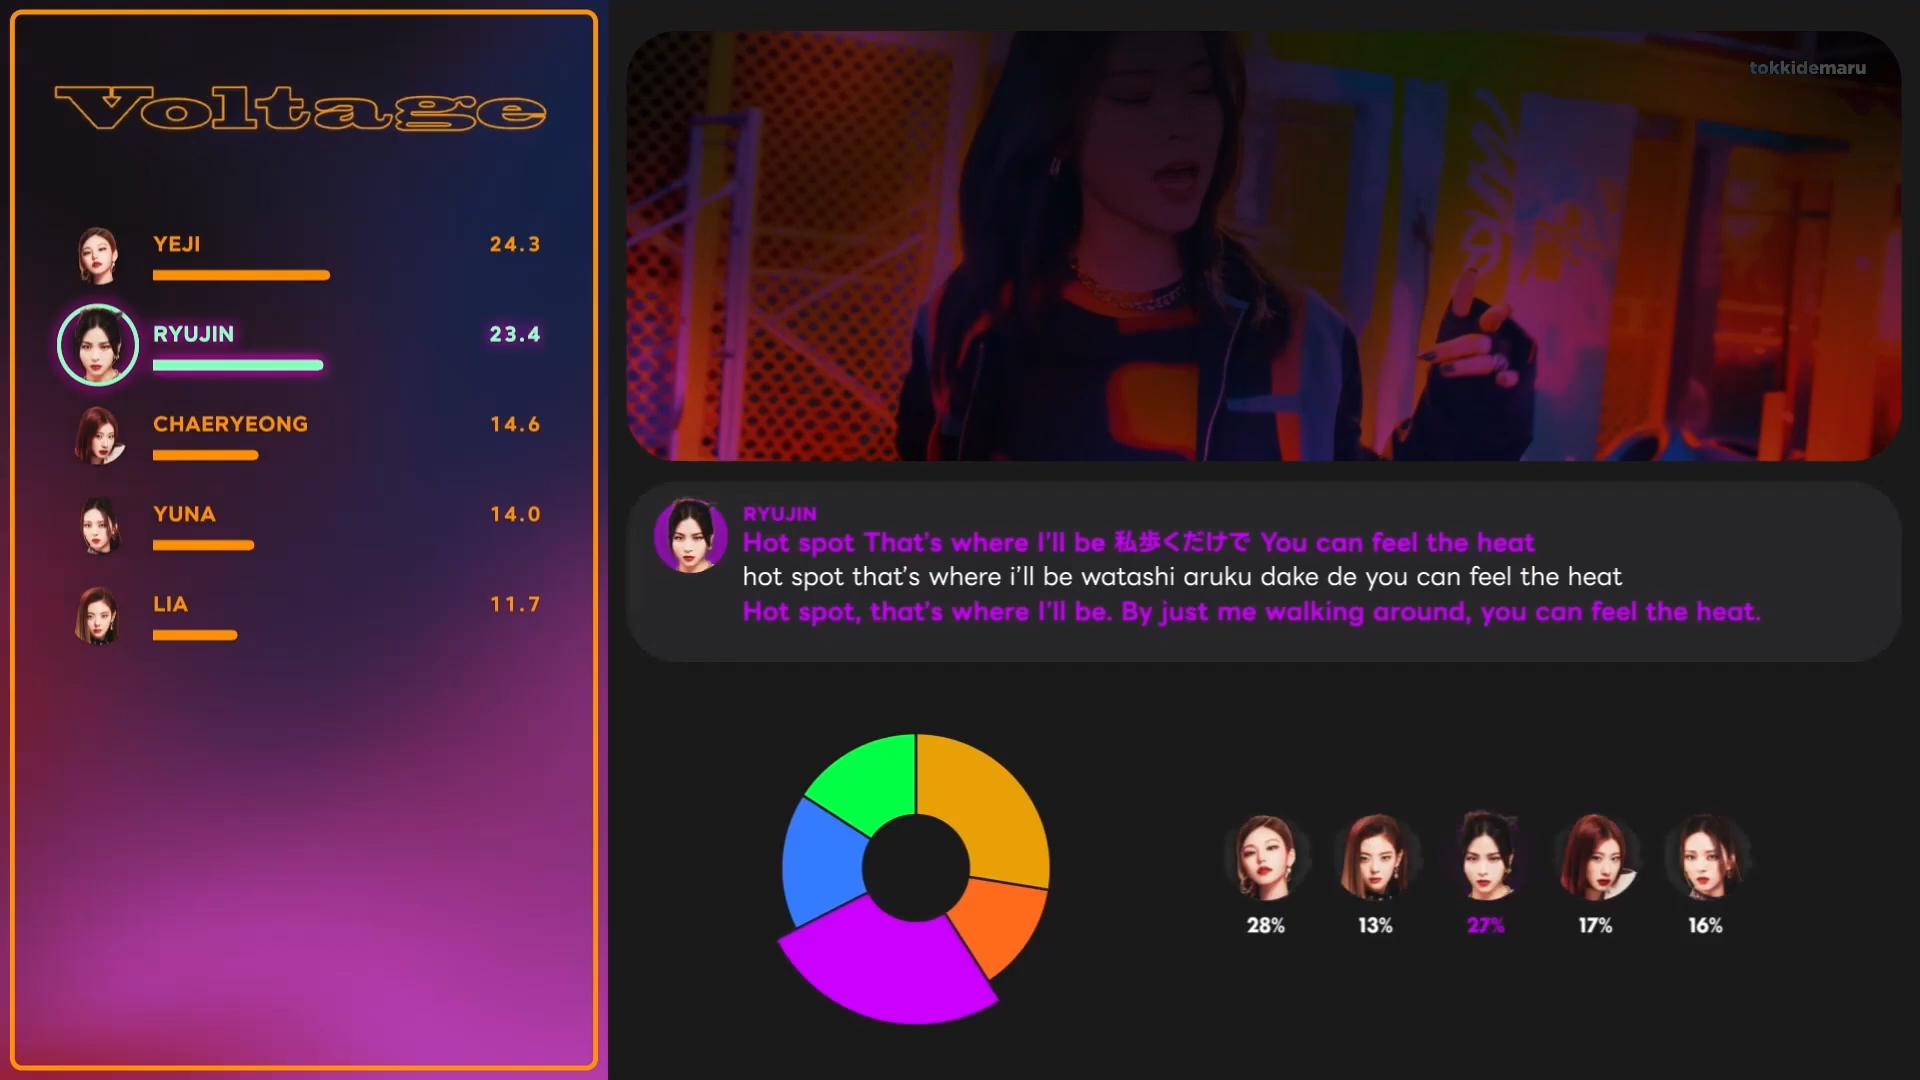 Voltage
YEJI 24.3
RYUJIN 23.4
CHAERYEONG 14.6
YUNA 14.0
LIA 11.7
tokkidemaru
RYUJIN
Hot spot That's where I'll be 私歩くだけで You can feel the heat
hot spot that's where i'll be watashi aruku dake de you can feel the heat
Hot spot, that's where I'll be. By just me walking around, you can feel the heat.
28% 13% 27% 17% 16%